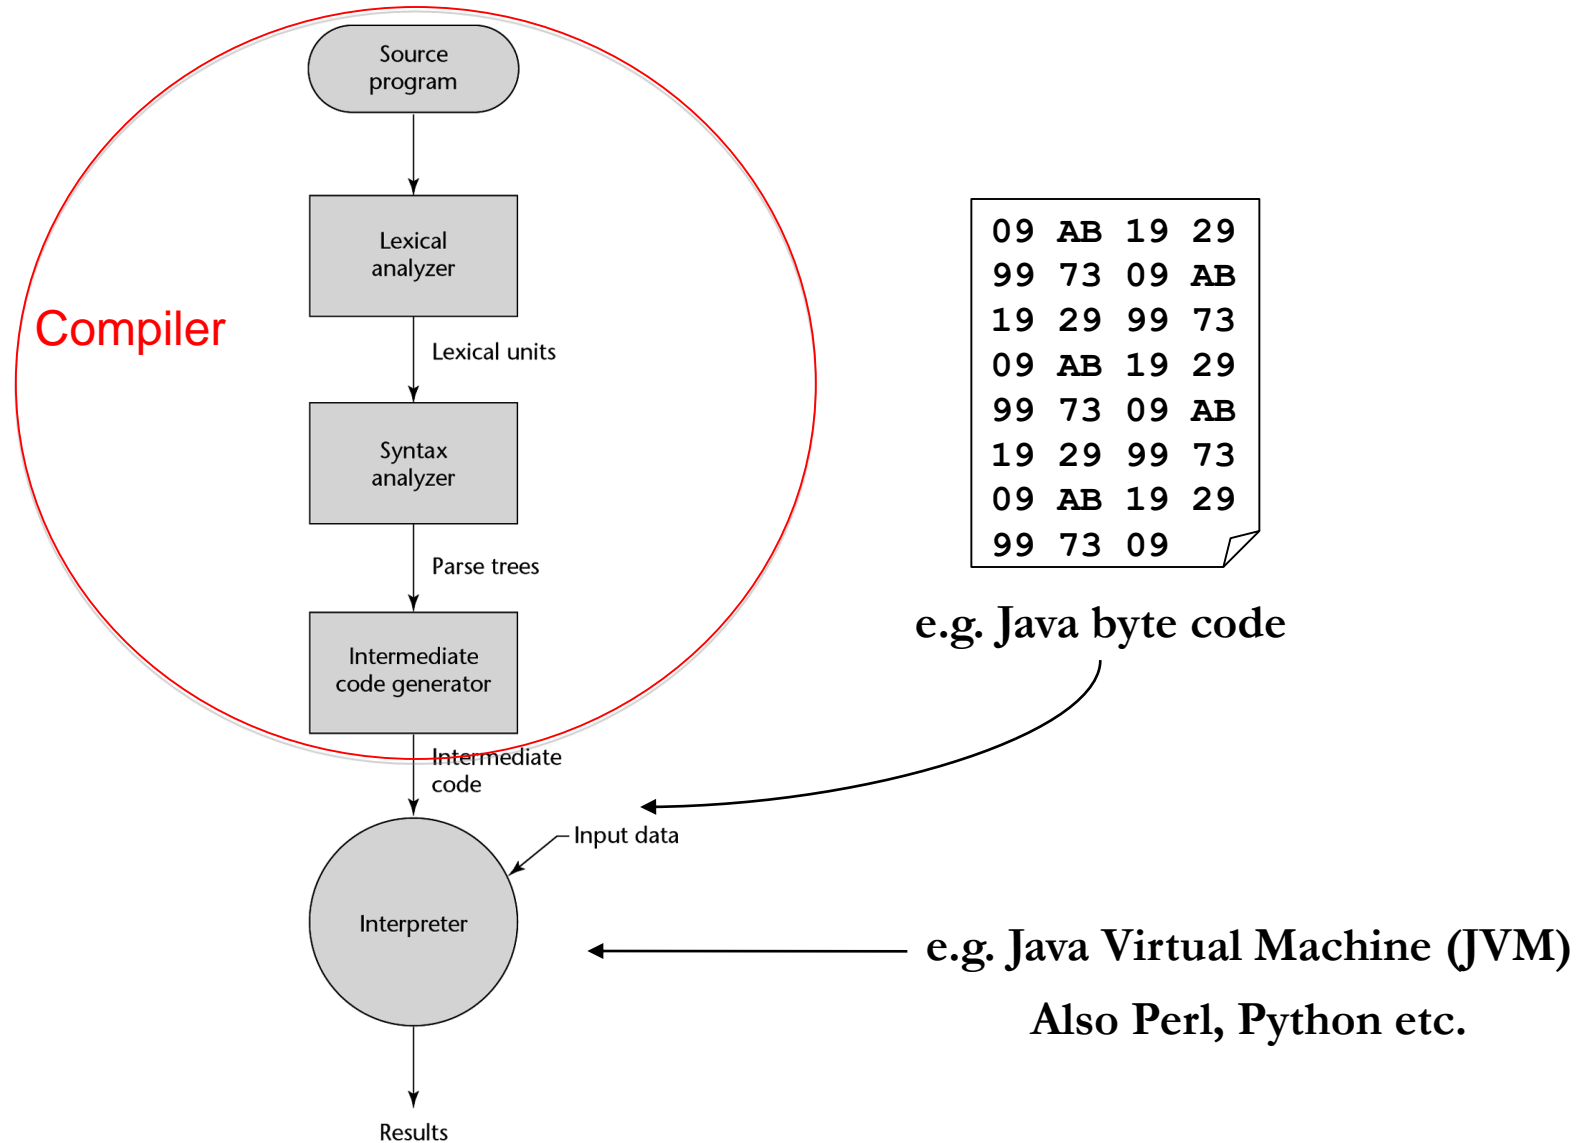 Source
program
Lexical
analyzer
Compiler
Lexical units
Syntax
analyzer
Parse trees
Intermediate
code generator
Intermediate
code
Input data
Interpreter
Results
09 AB 19 29
99 73 09 AB
19 29 99 73
09 AB 19 29
99 73 09 AB
19 29 99 73
09 AB 19 29
99 73 09
e.g. Java byte code
e.g. Java Virtual Machine (JVM)
Also Perl, Python etc.